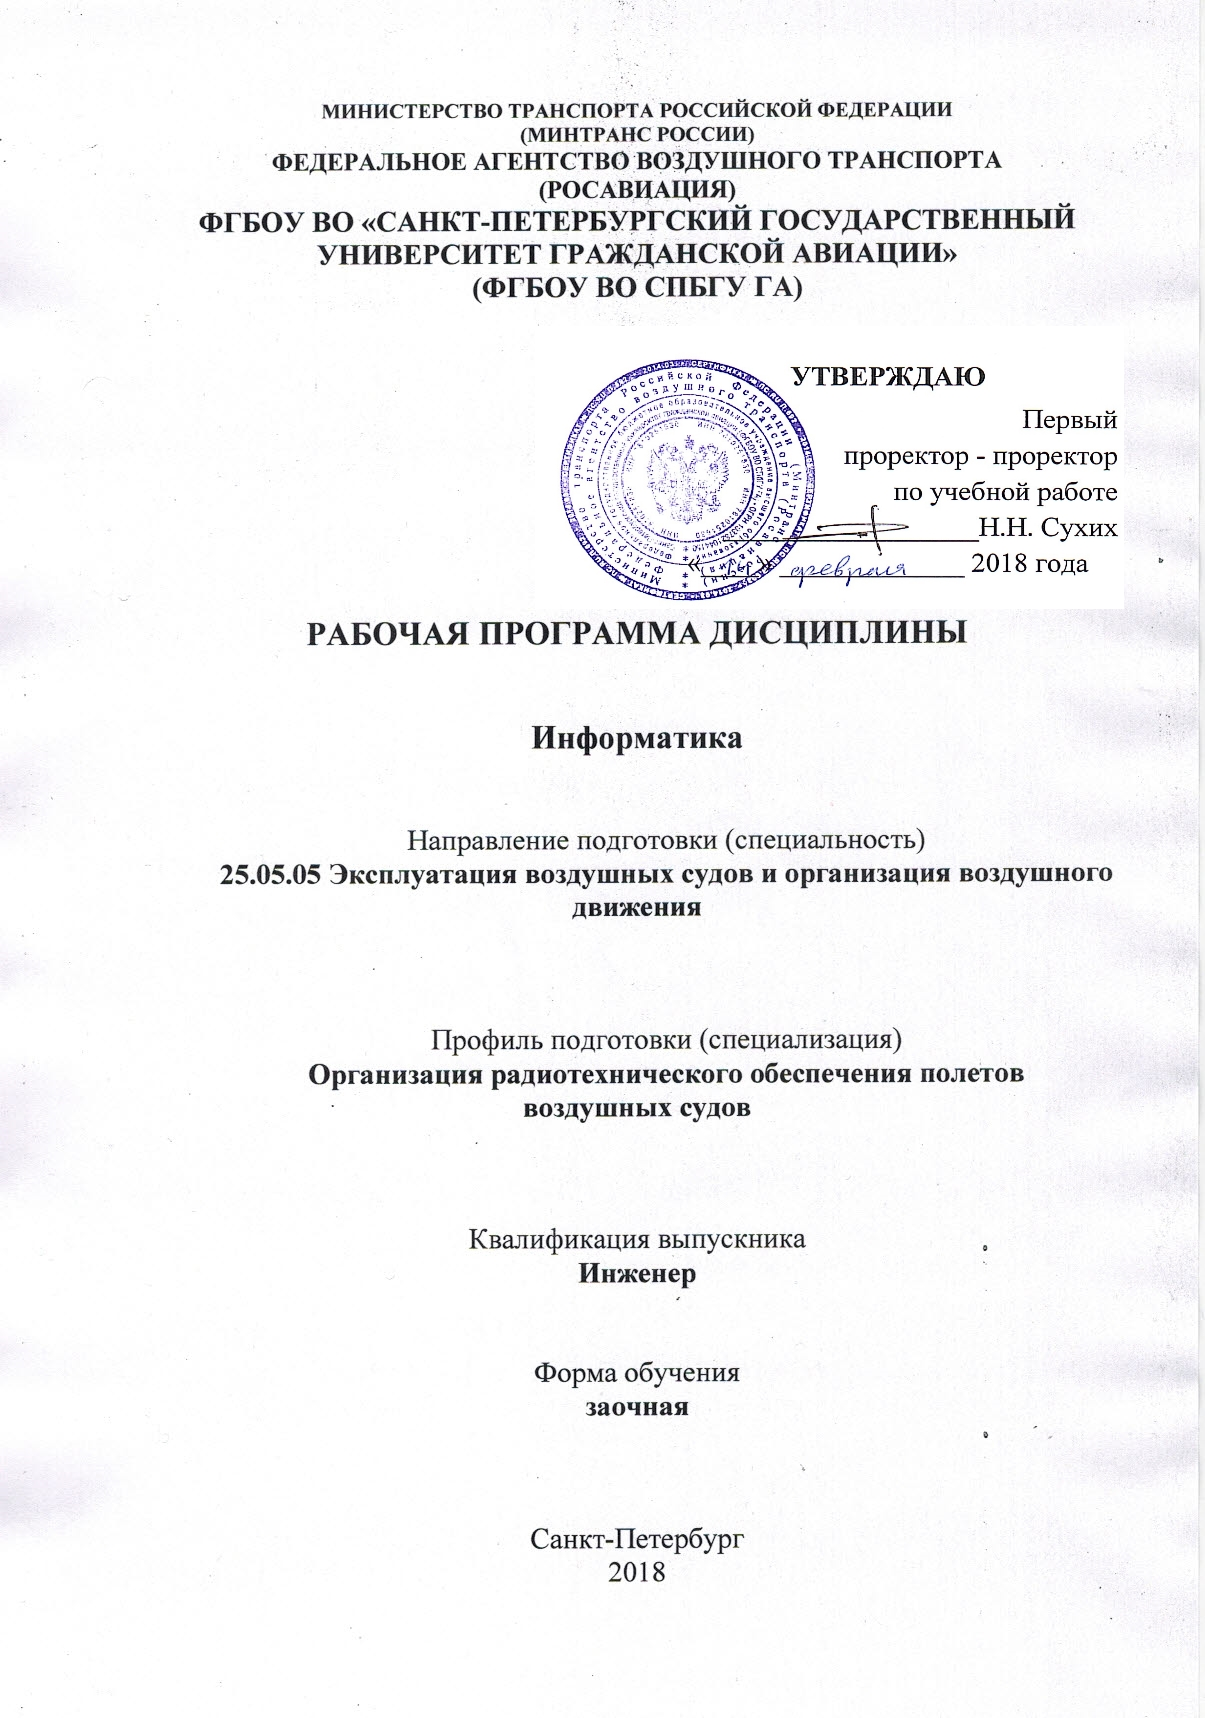 МИНИСТЕРСТВО ТРАНСПОРТА РОССИЙСКОЙ ФЕДЕРАЦИИ
(МИНТРАНС РОССИИ)
ФЕДЕРАЛЬНОЕ АГЕНТСТВО ВОЗДУШНОГО ТРАНСПОРТА
(РОСАВИАЦИЯ)
ФГБОУ ВО «САНКТ-ПЕТЕРБУРГСКИЙ ГОСУДАРСТВЕННЫЙ
УНИВЕРСИТЕТ ГРАЖДАНСКОЙ АВИАЦИИ»
(ФГБОУ ВО СПБГУ ГА)
УТВЕРЖДАЮ
Первый
проректор - проректор
по учебной работе
Н.Н. Сухих
« » февраля 2018 года
РАБОЧАЯ ПРОГРАММА ДИСЦИПЛИНЫ
Информатика
Направление подготовки (специальность)
25.05.05 Эксплуатация воздушных судов и организация воздушного
движения
Профиль подготовки (специализация)
Организация радиотехнического обеспечения полетов
воздушных судов
Квалификация выпускника
Инженер
Форма обучения
заочная
Санкт-Петербург
2018